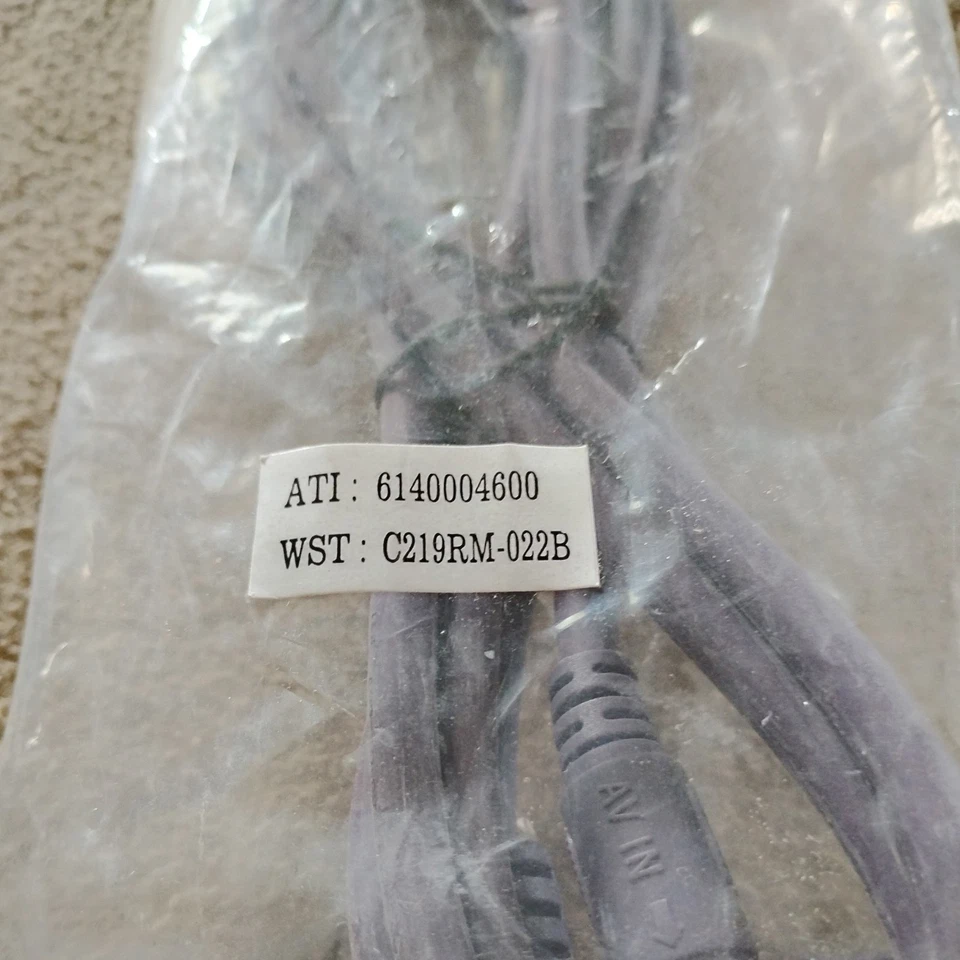 ATI : 6140004600
WST : C219RM-022B
AV IN